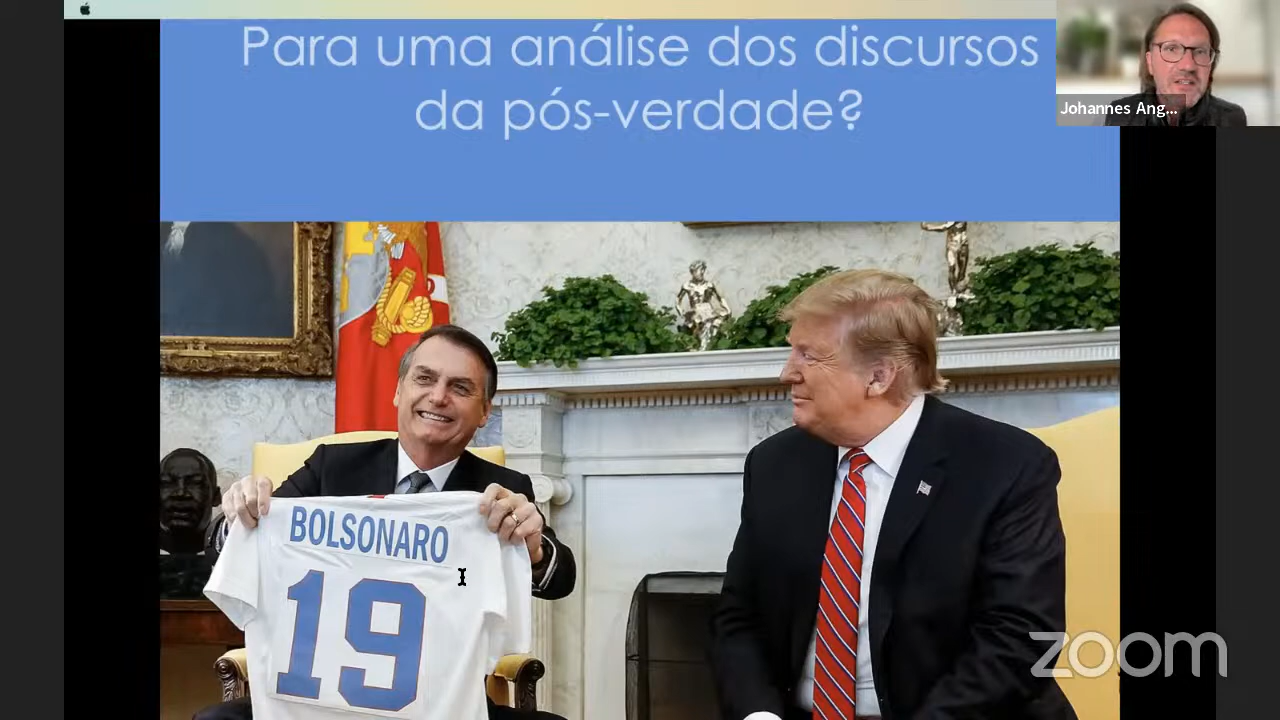 Para uma análise dos discursos
da pós-verdade?
Johannes Ang...
BOLSONARO
19
zoom